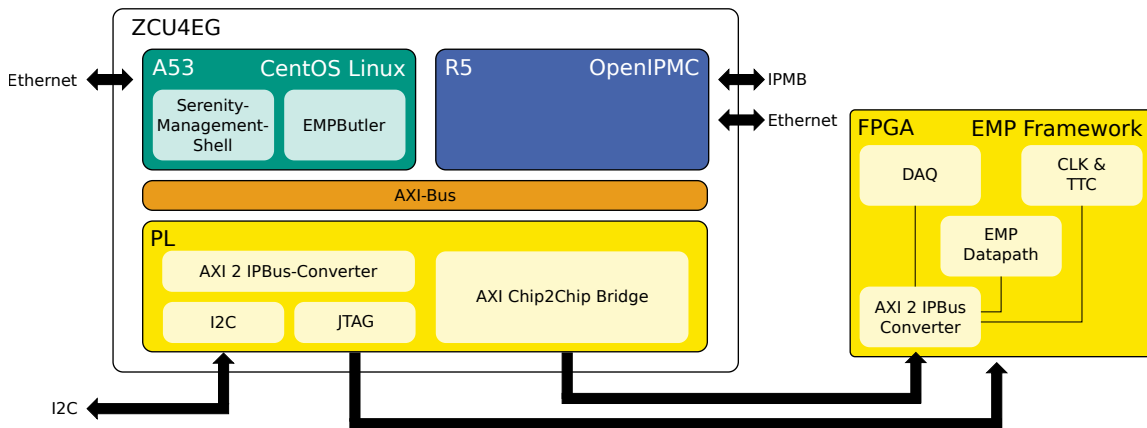 ZCU4EG
A53
CentOS Linux
Serenity-
Management-
Shell
EMPButler
R5
OpenIPMC
Ethernet
IPMB
Ethernet
AXI-Bus
PL
AXI 2 IPBus-Converter
I2C
JTAG
AXI Chip2Chip Bridge
I2C
FPGA
EMP Framework
DAQ
CLK &
TTC
EMP
Datapath
AXI 2 IPBus
Converter